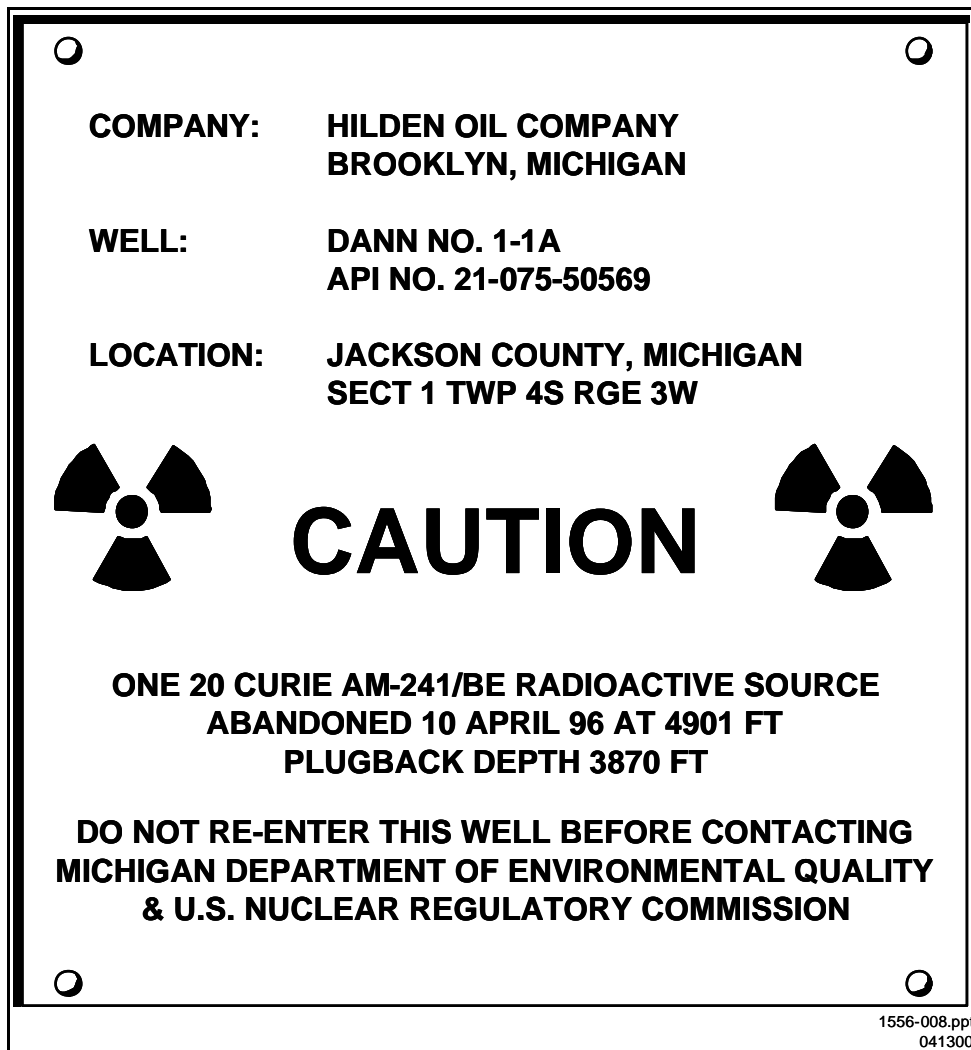 COMPANY: HILDEN OIL COMPANY
BROOKLYN, MICHIGAN
WELL: DANN NO. 1-1A
API NO. 21-075-50569
LOCATION: JACKSON COUNTY, MICHIGAN
SECT 1 TWP 4S RGE 3W
CAUTION
ONE 20 CURIE AM-241/BE RADIOACTIVE SOURCE
ABANDONED 10 APRIL 96 AT 4901 FT
PLUGBACK DEPTH 3870 FT
DO NOT RE-ENTER THIS WELL BEFORE CONTACTING
MICHIGAN DEPARTMENT OF ENVIRONMENTAL QUALITY
& U.S. NUCLEAR REGULATORY COMMISSION
1556-008.ppt
041300